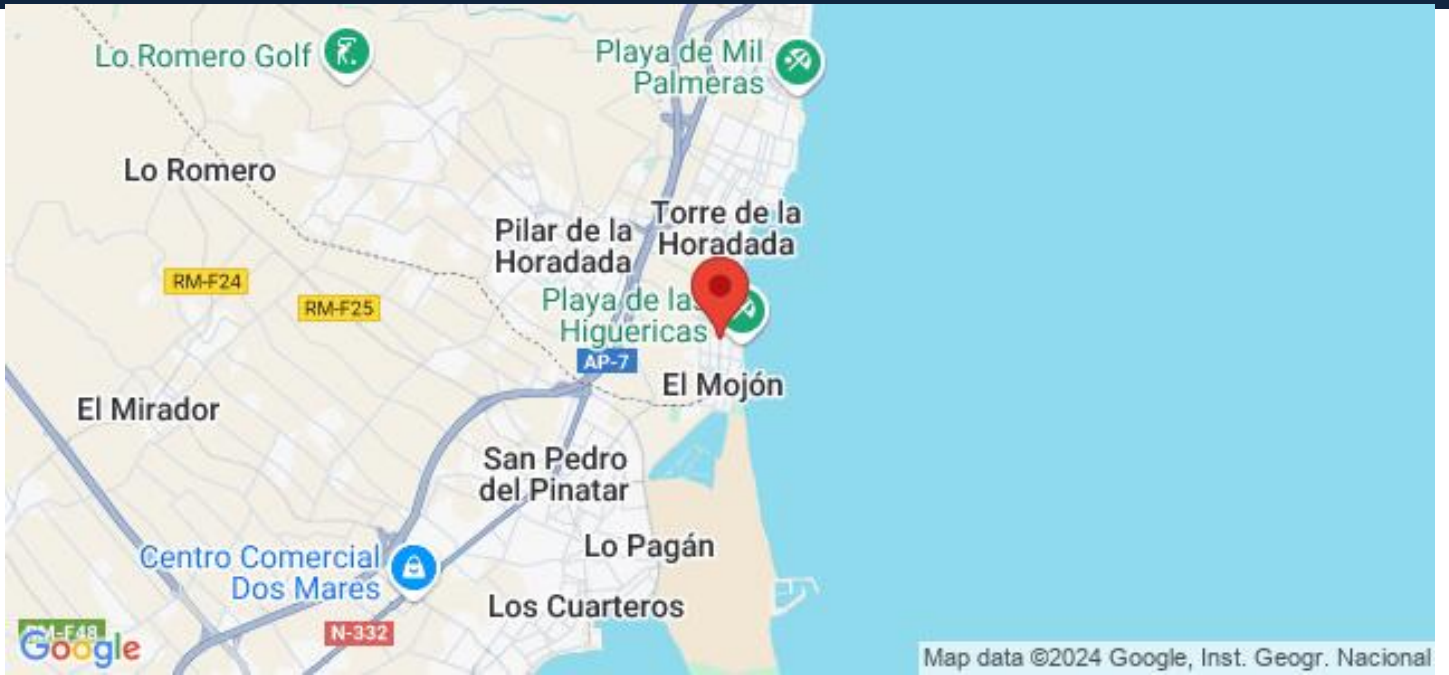 Lo Romero Golf
Playa de Mil
Palmeras
Lo Romero
Torre de la
Horadada
Pilar de la
Horadada
RM-F24
RM-F25
Playa de las
Higuericas
AP-7
El Mojón
El Mirador
San Pedro
del Pinatar
Lo Pagán
Centro Comercial
Dos Mares
Los Cuarteros
RM-F48
N-332
Google
Map data ©2024 Google, Inst. Geogr. Nacional